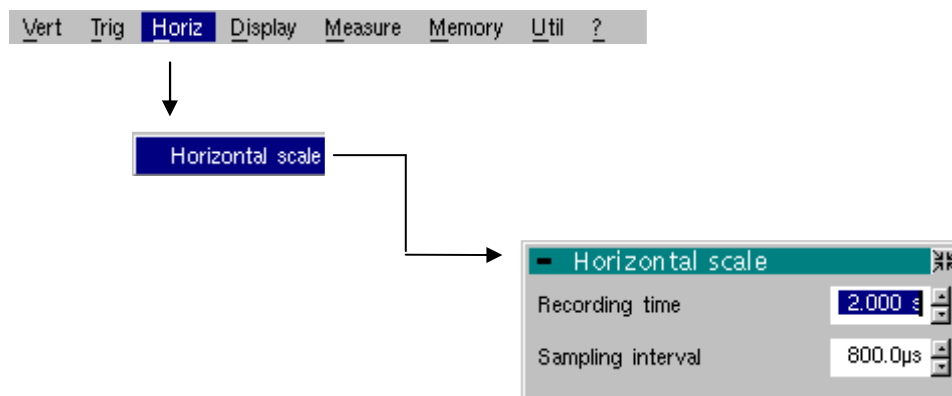 Vert Trig Horiz Display Measure Memory Util ?
Horizontal scale
Horizontal scale
Recording time 2.000 s
Sampling interval 800.0µs